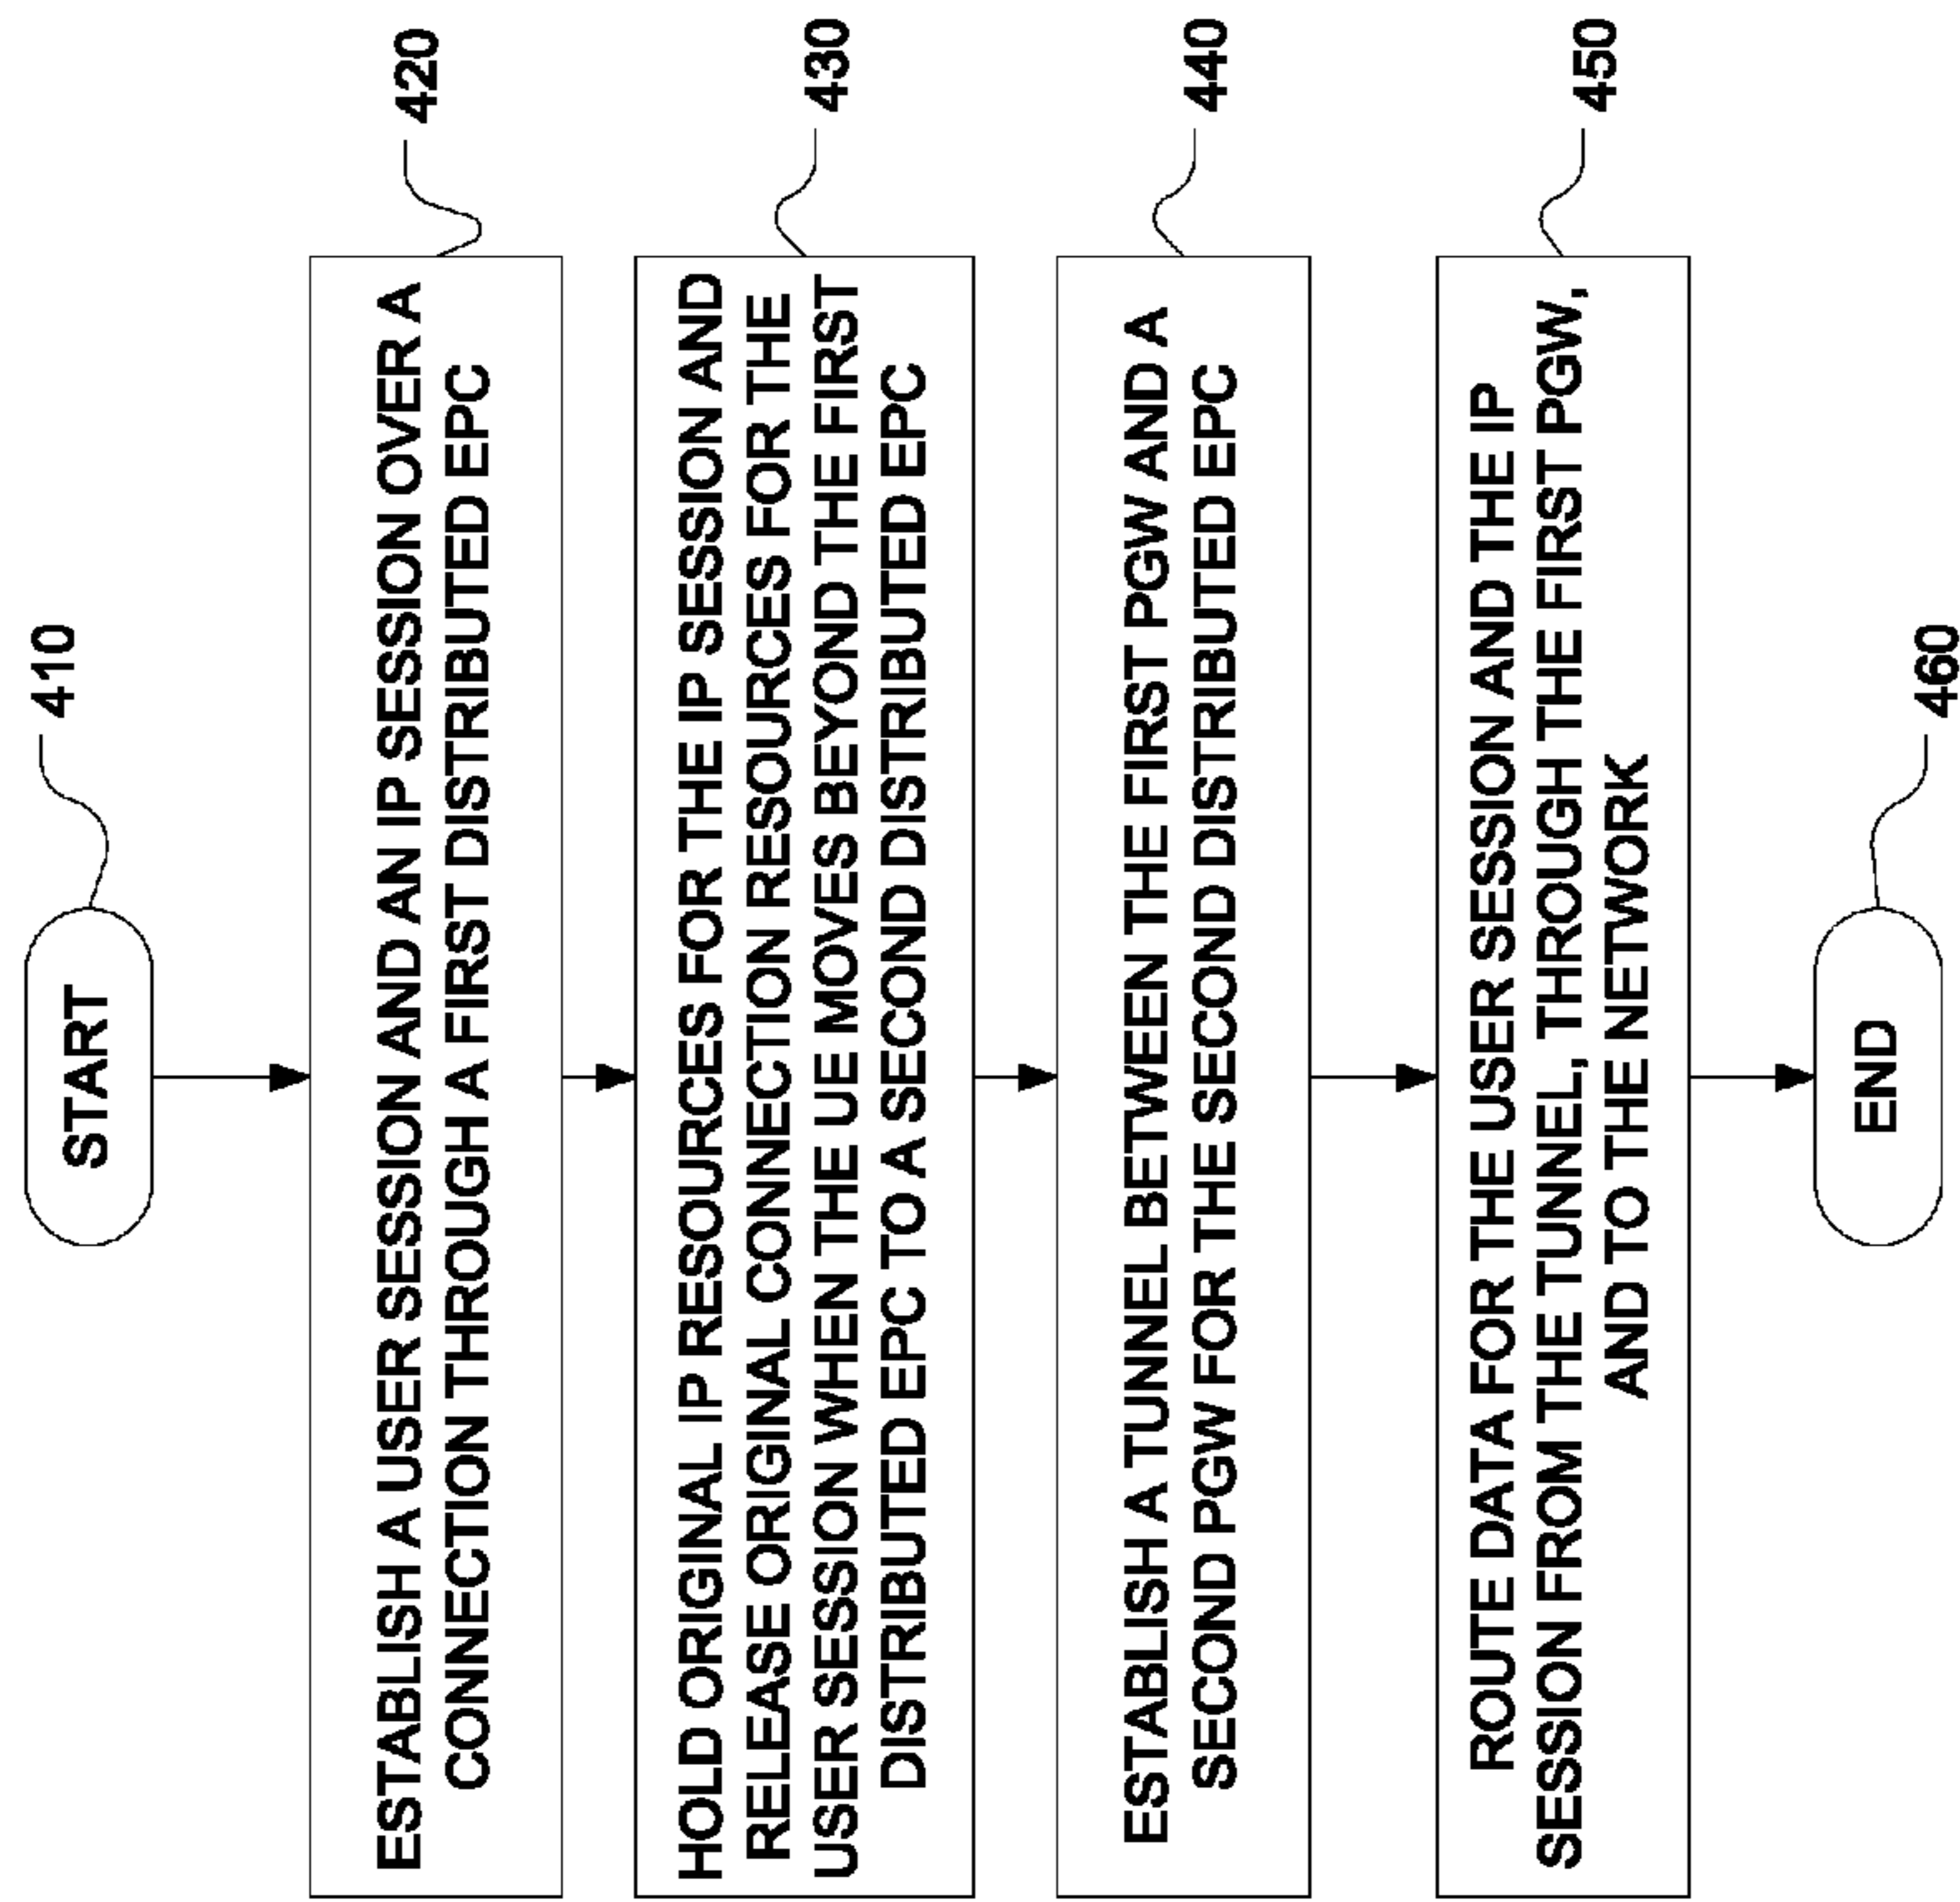 410
START
420
ESTABLISH A USER SESSION AND AN IP SESSION OVER A
CONNECTION THROUGH A FIRST DISTRIBUTED EPC
430
HOLD ORIGINAL IP RESOURCES FOR THE IP SESSION AND
RELEASE ORIGINAL CONNECTION RESOURCES FOR THE
USER SESSION WHEN THE UE MOVES BEYOND THE FIRST
DISTRIBUTED EPC TO A SECOND DISTRIBUTED EPC
440
ESTABLISH A TUNNEL BETWEEN THE FIRST PGW AND A
SECOND PGW FOR THE SECOND DISTRIBUTED EPC
450
ROUTE DATA FOR THE USER SESSION AND THE IP
SESSION FROM THE TUNNEL, THROUGH THE FIRST PGW,
AND TO THE NETWORK
460
END